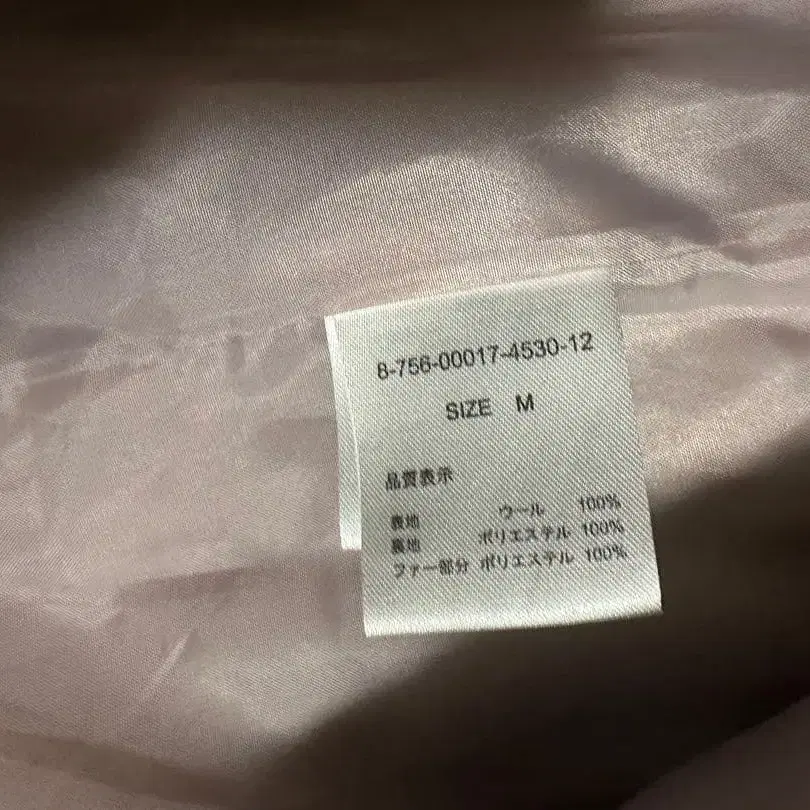 8-756-00017-4530-12
SIZE M
品質表示
表地 ウール 100%
裏地 ポリエステル 100%
ファー部分 ポリエステル 100%